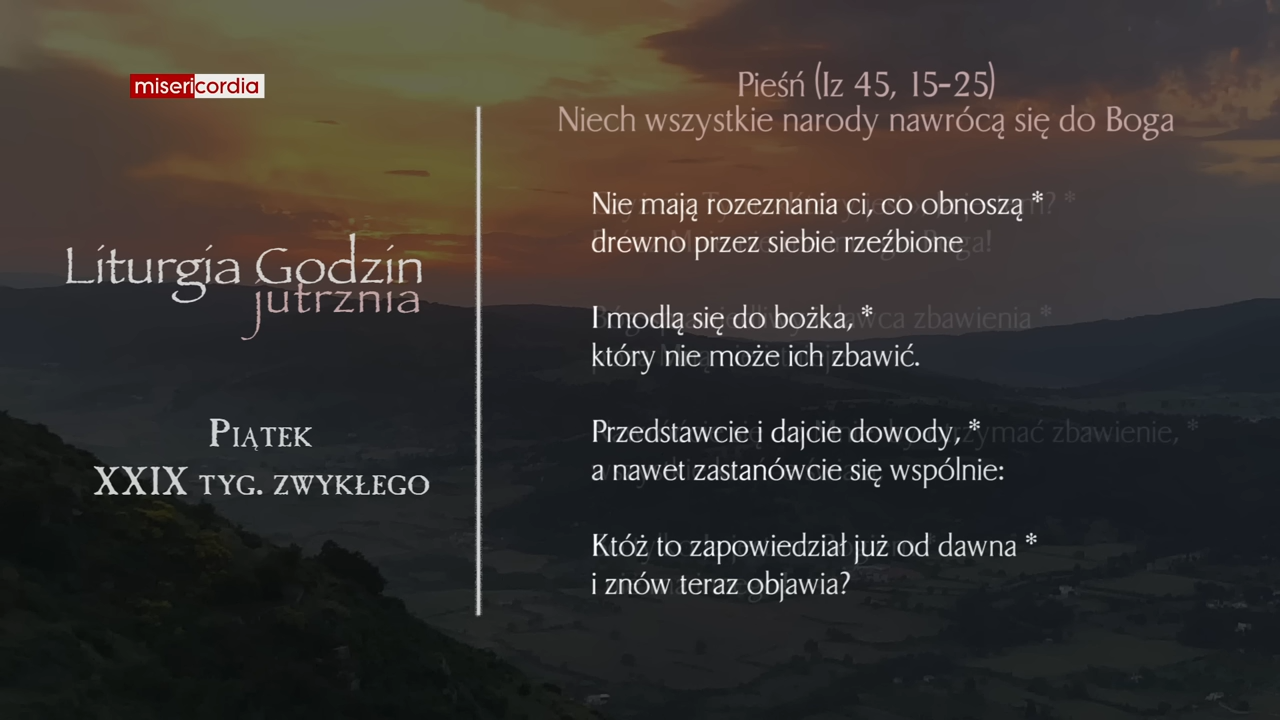 misericordia
Pieśń (Iz 45, 15-25)
Niech wszystkie narody nawrócą się do Boga
Liturgia Godzin
jutrznia
Piątek
XXIX tyg. zwykłego
Nie mają rozeznania ci, co obnoszą *
drewno przez siebie rzeźbione
I modlą się do bożka, *
który nie może ich zbawić.
Przedstawcie i dajcie dowody, *
a nawet zastanówcie się wspólnie:
Któż to zapowiedział już od dawna *
i znów teraz objawia?